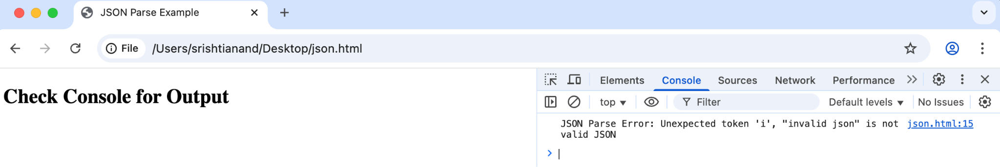 JSON Parse Example
File /Users/srishtianand/Desktop/json.html
Check Console for Output
Elements Console Sources Network Performance
top Filter Default levels No Issues
JSON Parse Error: Unexpected token 'i', "invalid json" is not json.html:15
valid JSON